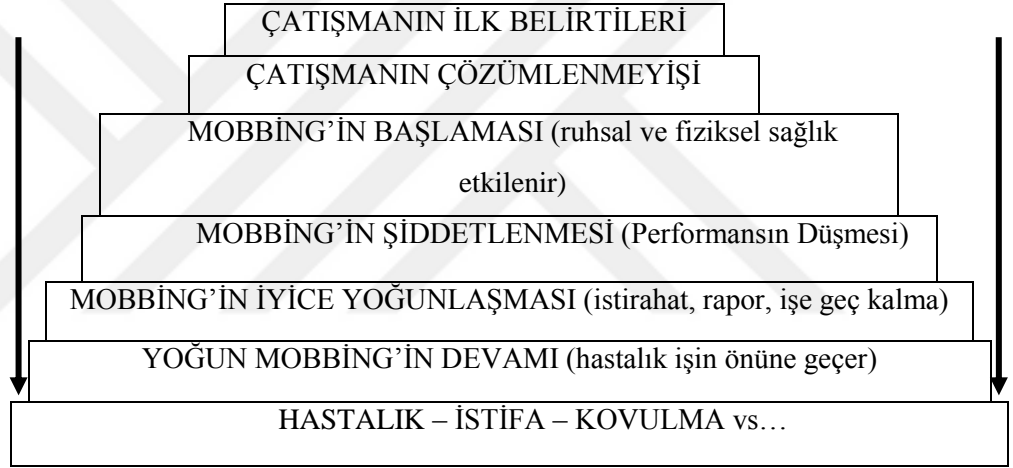 ÇATIŞMANIN İLK BELİRTİLERİ
ÇATIŞMANIN ÇÖZÜMLENMEYİŞİ
MOBBİNG’İN BAŞLAMASI (ruhsal ve fiziksel sağlık
etkilenir)
MOBBİNG’İN ŞİDDETLENMESİ (Performansın Düşmesi)
MOBBİNG’İN İYİCE YOĞUNLAŞMASI (istirahat, rapor, işe geç kalma)
YOĞUN MOBBİNG’İN DEVAMI (hastalık işin önüne geçer)
HASTALIK – İSTİFA – KOVULMA vs…